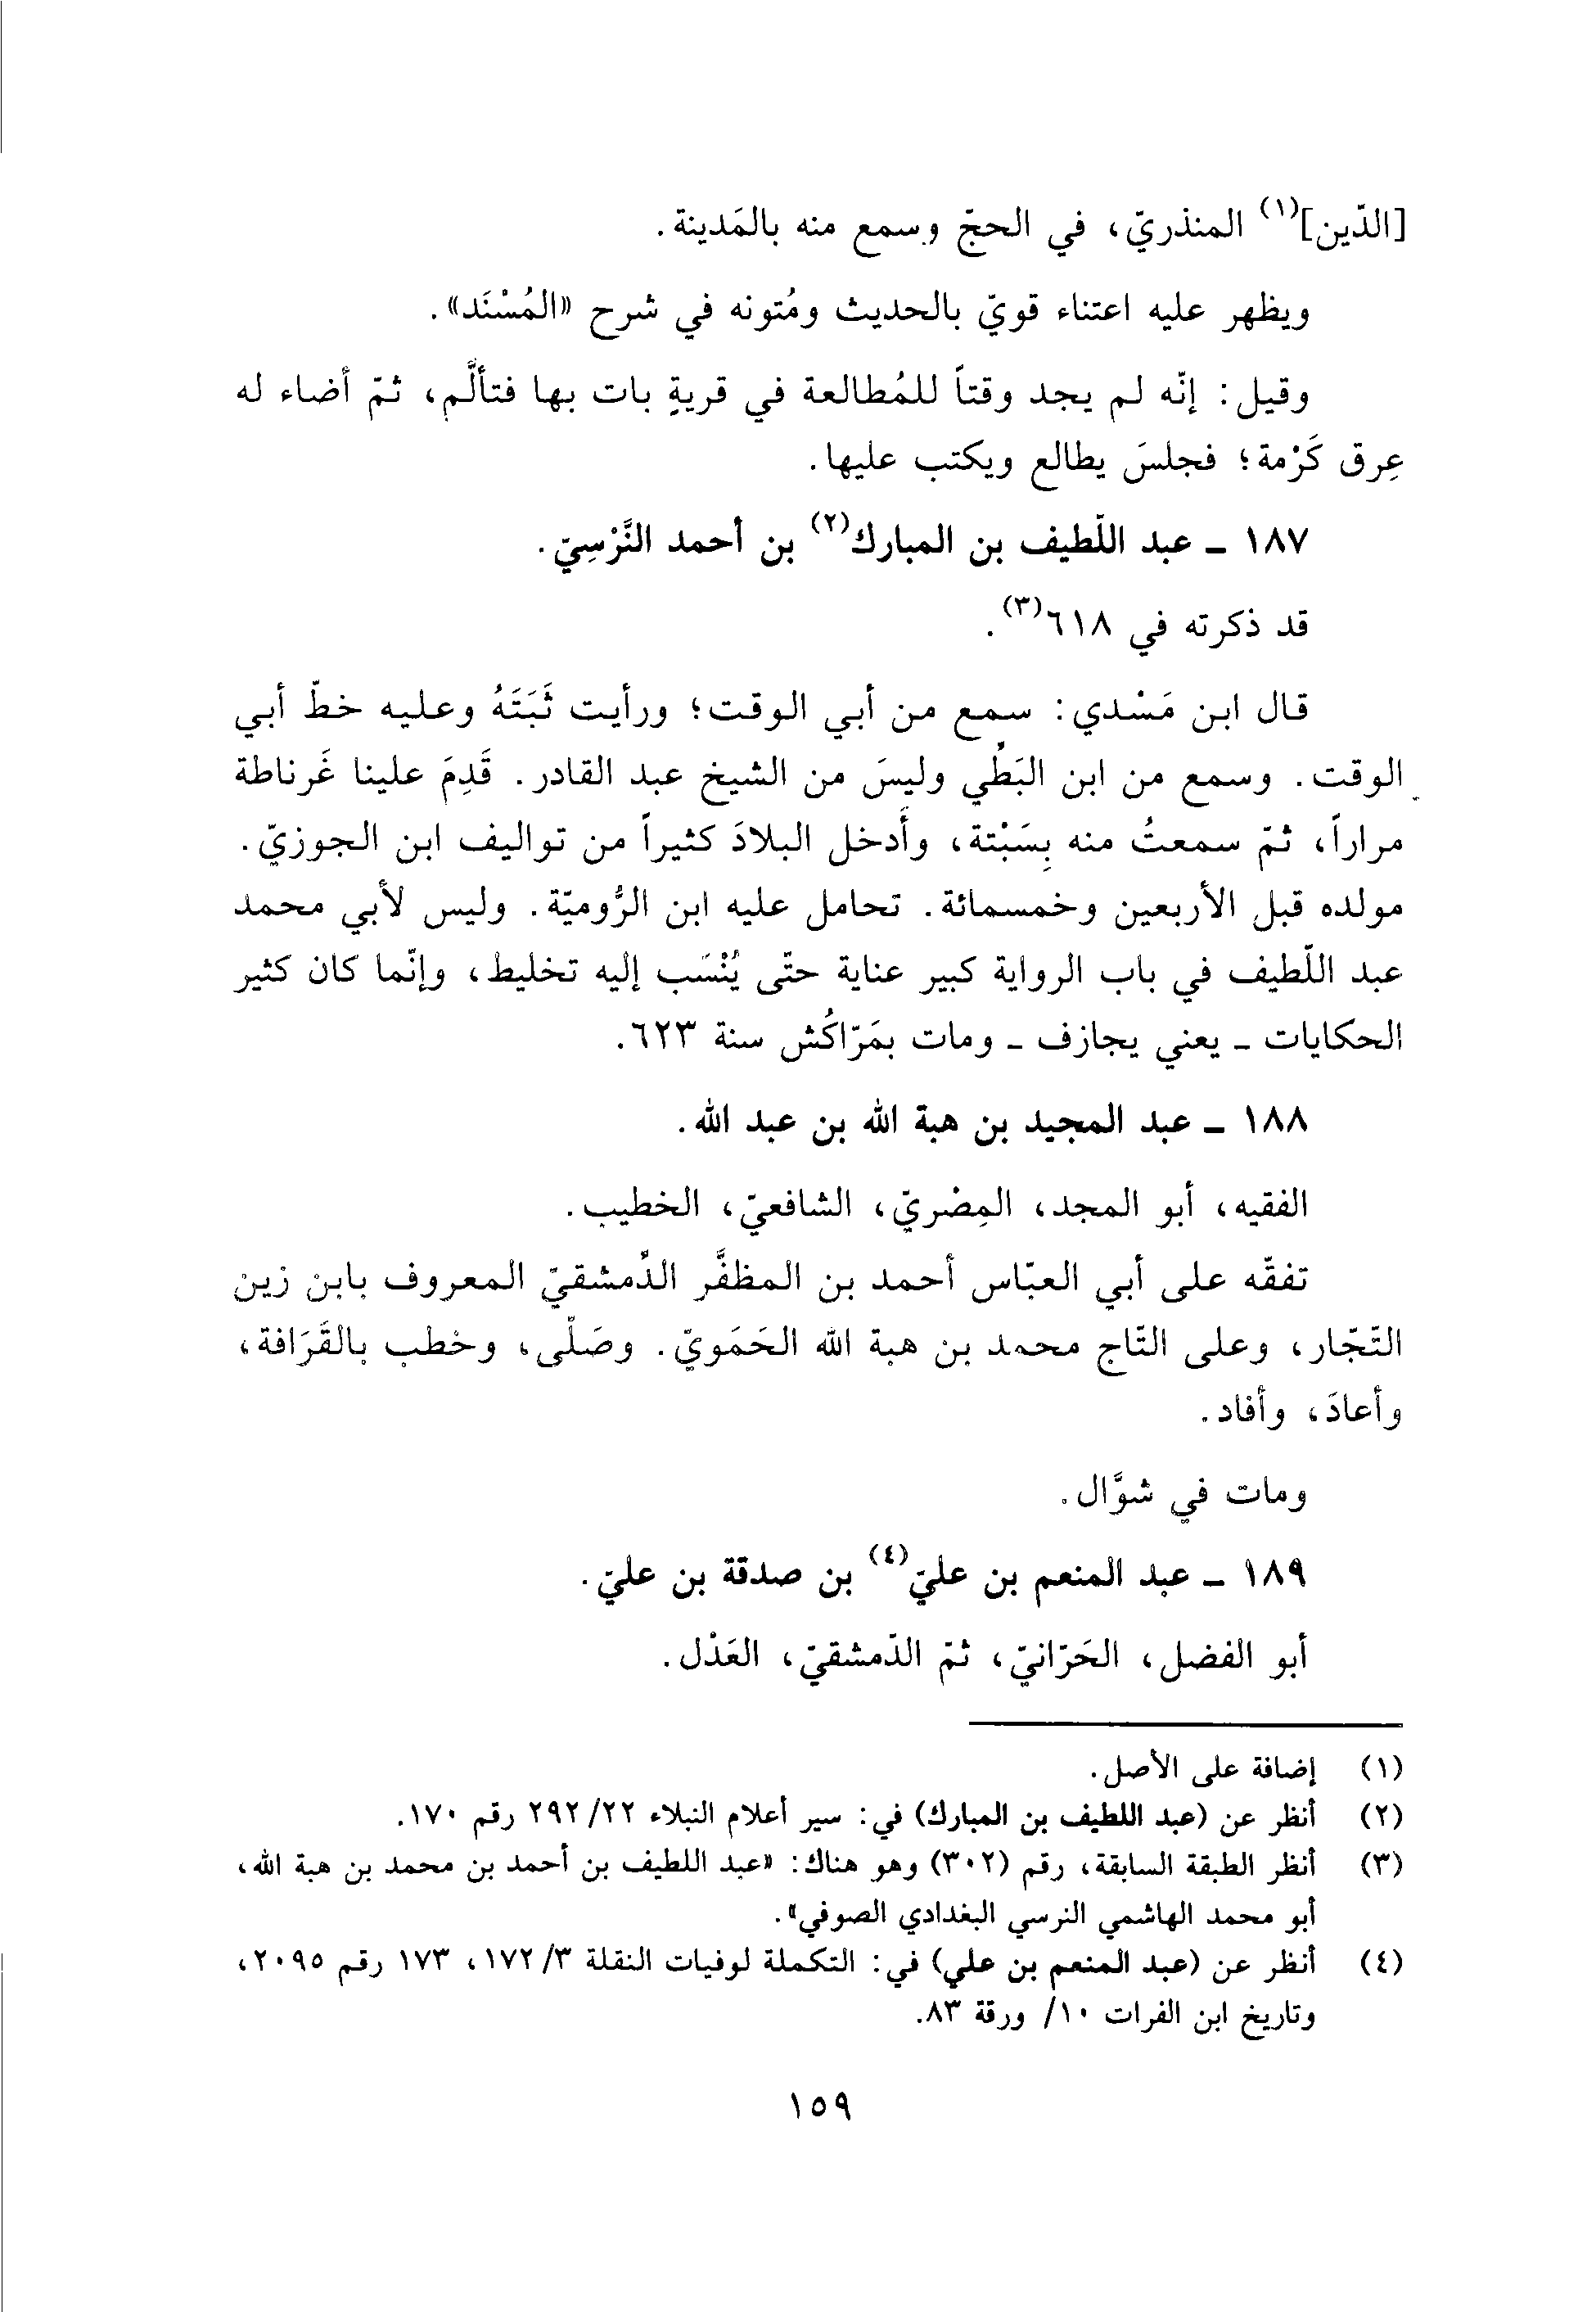 [الدّين]⁽¹⁾ المنذريّ، في الحجّ وسمع منه بالمَدينة.
ويظهر عليه اعتناء قويّ بالحديث ومُتونه في شرح «المُسْنَد».
وقيل: إنّه لم يجد وقتاً للمُطالعة في قريةٍ بات بها فتألَّم، ثمّ أضاء له
عِرق كَرْمة؛ فجلسَ يطالع ويكتب عليها.
١٨٧ ـ عبد اللّطيف بن المبارك(٢) بن أحمد النَّرْسِيّ.
قد ذكرته في ٦١٨(٣).
قال ابن مَسْدي: سمع من أبي الوقت؛ ورأيت ثَبَتَهُ وعليه خطّ أبي
الوقت. وسمع من ابن البَطُي وليسَ من الشيخ عبد القادر. قَدِمَ علينا غَرناطة
مراراً، ثمّ سمعتُ منه بِسَبْتة، وأَدخل البلادَ كثيراً من تواليف ابن الجوزيّ.
مولده قبل الأربعين وخمسمائة. تحامل عليه ابن الرُّوميّة. وليس لأبي محمد
عبد اللّطيف في باب الرواية كبير عناية حتّى يُنْسَب إليه تخليط، وإنّما كان كثير
الحكايات ـ يعني يجازف ـ ومات بمَرّاكُش سنة ٦٢٣.
١٨٨ ـ عبد المجيد بن هبة الله بن عبد الله.
الفقيه، أبو المجد، المِصْريّ، الشافعيّ، الخطيب.
تفقّه على أبي العبّاس أحمد بن المظفَّر الدِّمشقيّ المعروف بابن زين
التّجّار، وعلى التّاج محمد بن هبة الله الحَمَويّ. وصَلّى، وخطب بالقَرَافة،
وأعادَ، وأفاد.
ومات في شوَّال.
١٨٩ ـ عبد المنعم بن عليّ(٤) بن صدقة بن عليّ.
أبو الفضل، الحَرّانيّ، ثمّ الدّمشقيّ، العَدْل.
(١) إضافة على الأصل.
(٢) أنظر عن (عبد اللطيف بن المبارك) في: سير أعلام النبلاء ٢٢/ ٢٩٢ رقم ١٧٠.
(٣) أنظر الطبقة السابقة، رقم (٣٠٢) وهو هناك: «عبد اللطيف بن أحمد بن محمد بن هبة الله،
أبو محمد الهاشمي النرسي البغدادي الصوفي».
(٤) أنظر عن (عبد المنعم بن علي) في: التكملة لوفيات النقلة ٣/ ١٧٢، ١٧٣ رقم ٢٠٩٥،
وتاريخ ابن الفرات ١٠/ ورقة ٨٣.
١٥٩